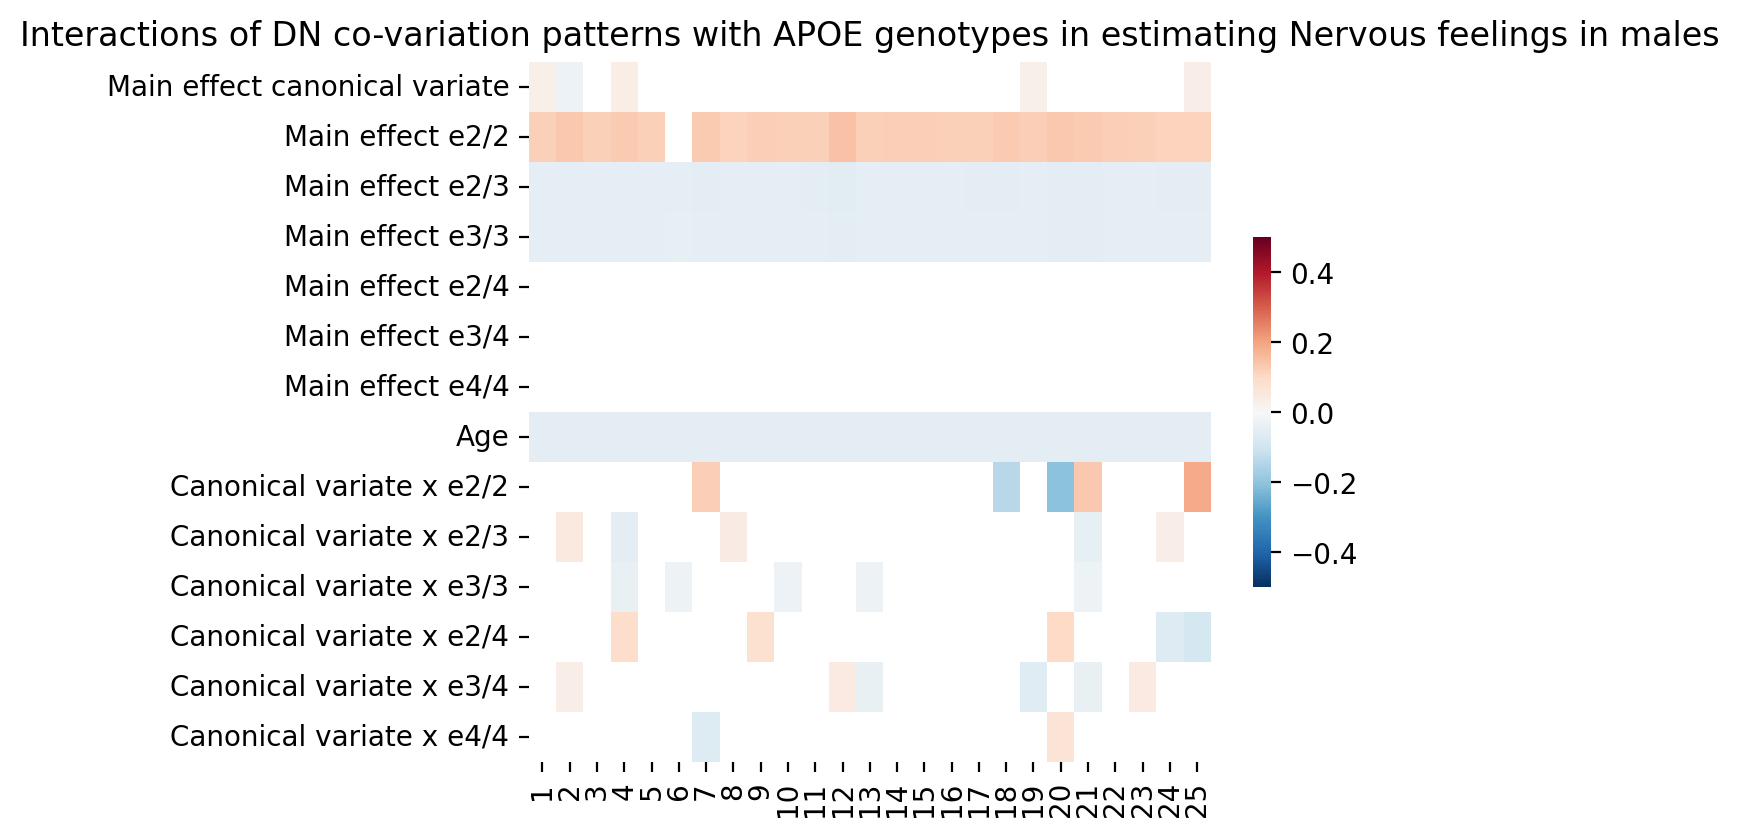 Interactions of DN co-variation patterns with APOE genotypes in estimating Nervous feelings in males
Main effect canonical variate
Main effect e2/2
Main effect e2/3
Main effect e3/3
Main effect e2/4
Main effect e3/4
Main effect e4/4
Age
Canonical variate x e2/2
Canonical variate x e2/3
Canonical variate x e3/3
Canonical variate x e2/4
Canonical variate x e3/4
Canonical variate x e4/4
1 2 3 4 5 6 7 8 9 10 11 12 13 14 15 16 17 18 19 20 21 22 23 24 25
0.4
0.2
0.0
−0.2
−0.4